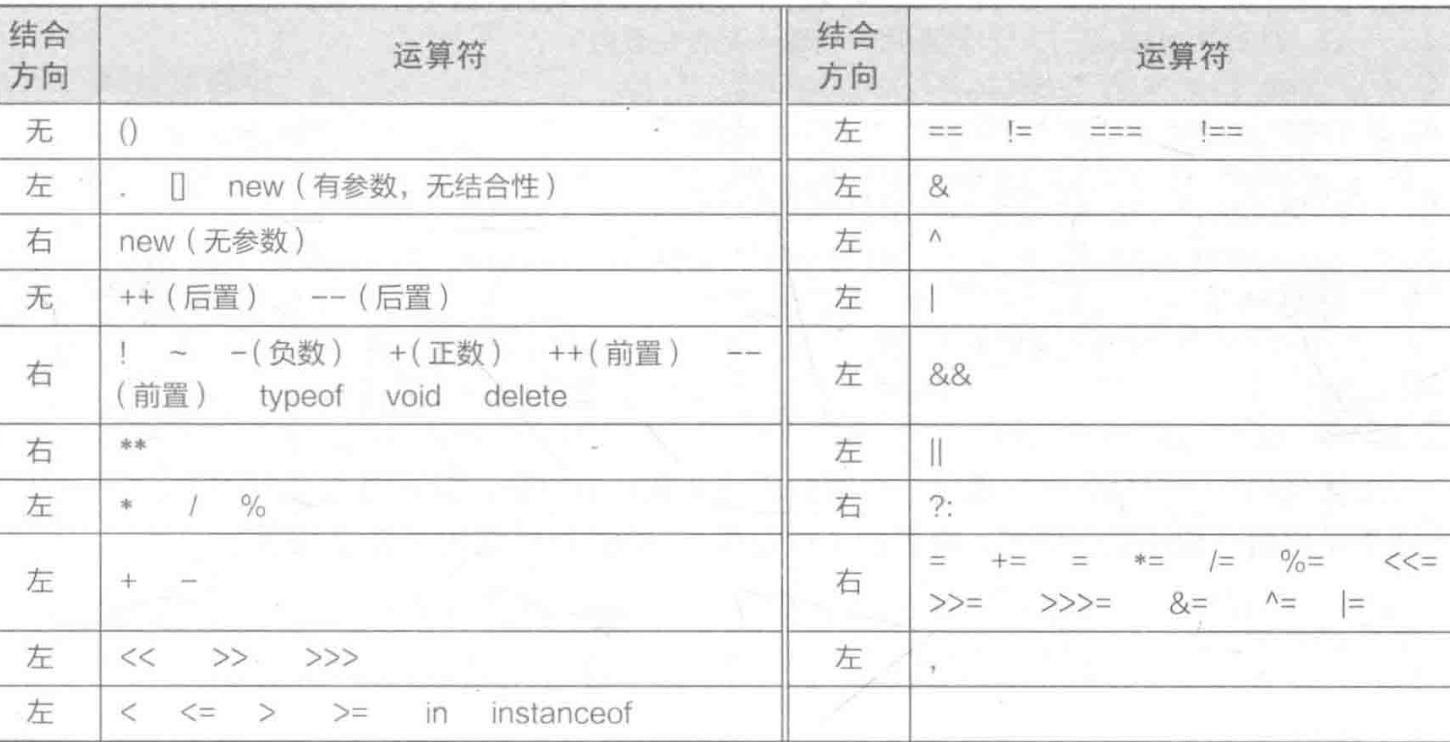 结合方向 运算符 结合方向 运算符
无 () 左 == != === !==
左 . [] new（有参数，无结合性） 左 &
右 new（无参数） 左 ^
无 ++（后置） --（后置） 左 |
右 ! ~ -(负数） +(正数） ++(前置） --
（前置） typeof void delete 左 &&
右 ** 左 ||
左 * / % 右 ?:
左 + - 右 = += = *= /= %= <<=
>>= >>>= &= ^= |=
左 << >> >>> 左 ,
左 < <= > >= in instanceof